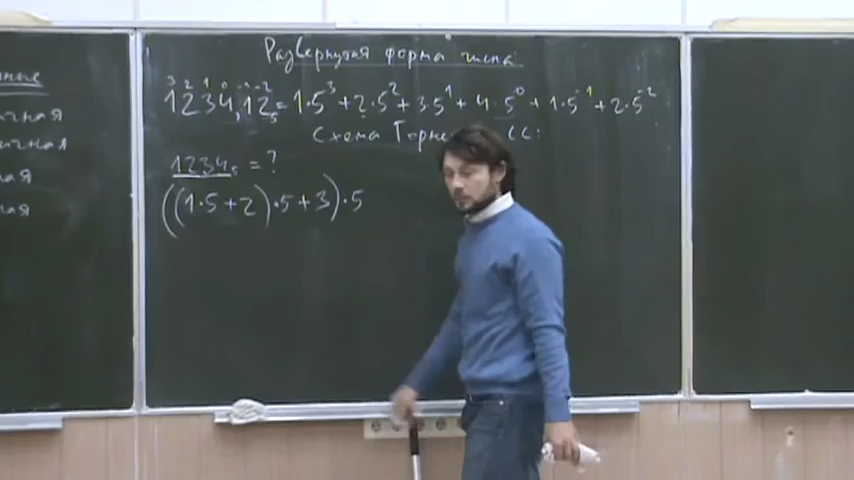 Развернутая форма числа
3 2 1 0 -1 -2
1234,12₅ = 1·5³ + 2·5² + 3·5¹ + 4·5⁰ + 1·5⁻¹ + 2·5⁻²
Схема СС:
1234₅ = ?
((1·5 + 2)·5 + 3)·5